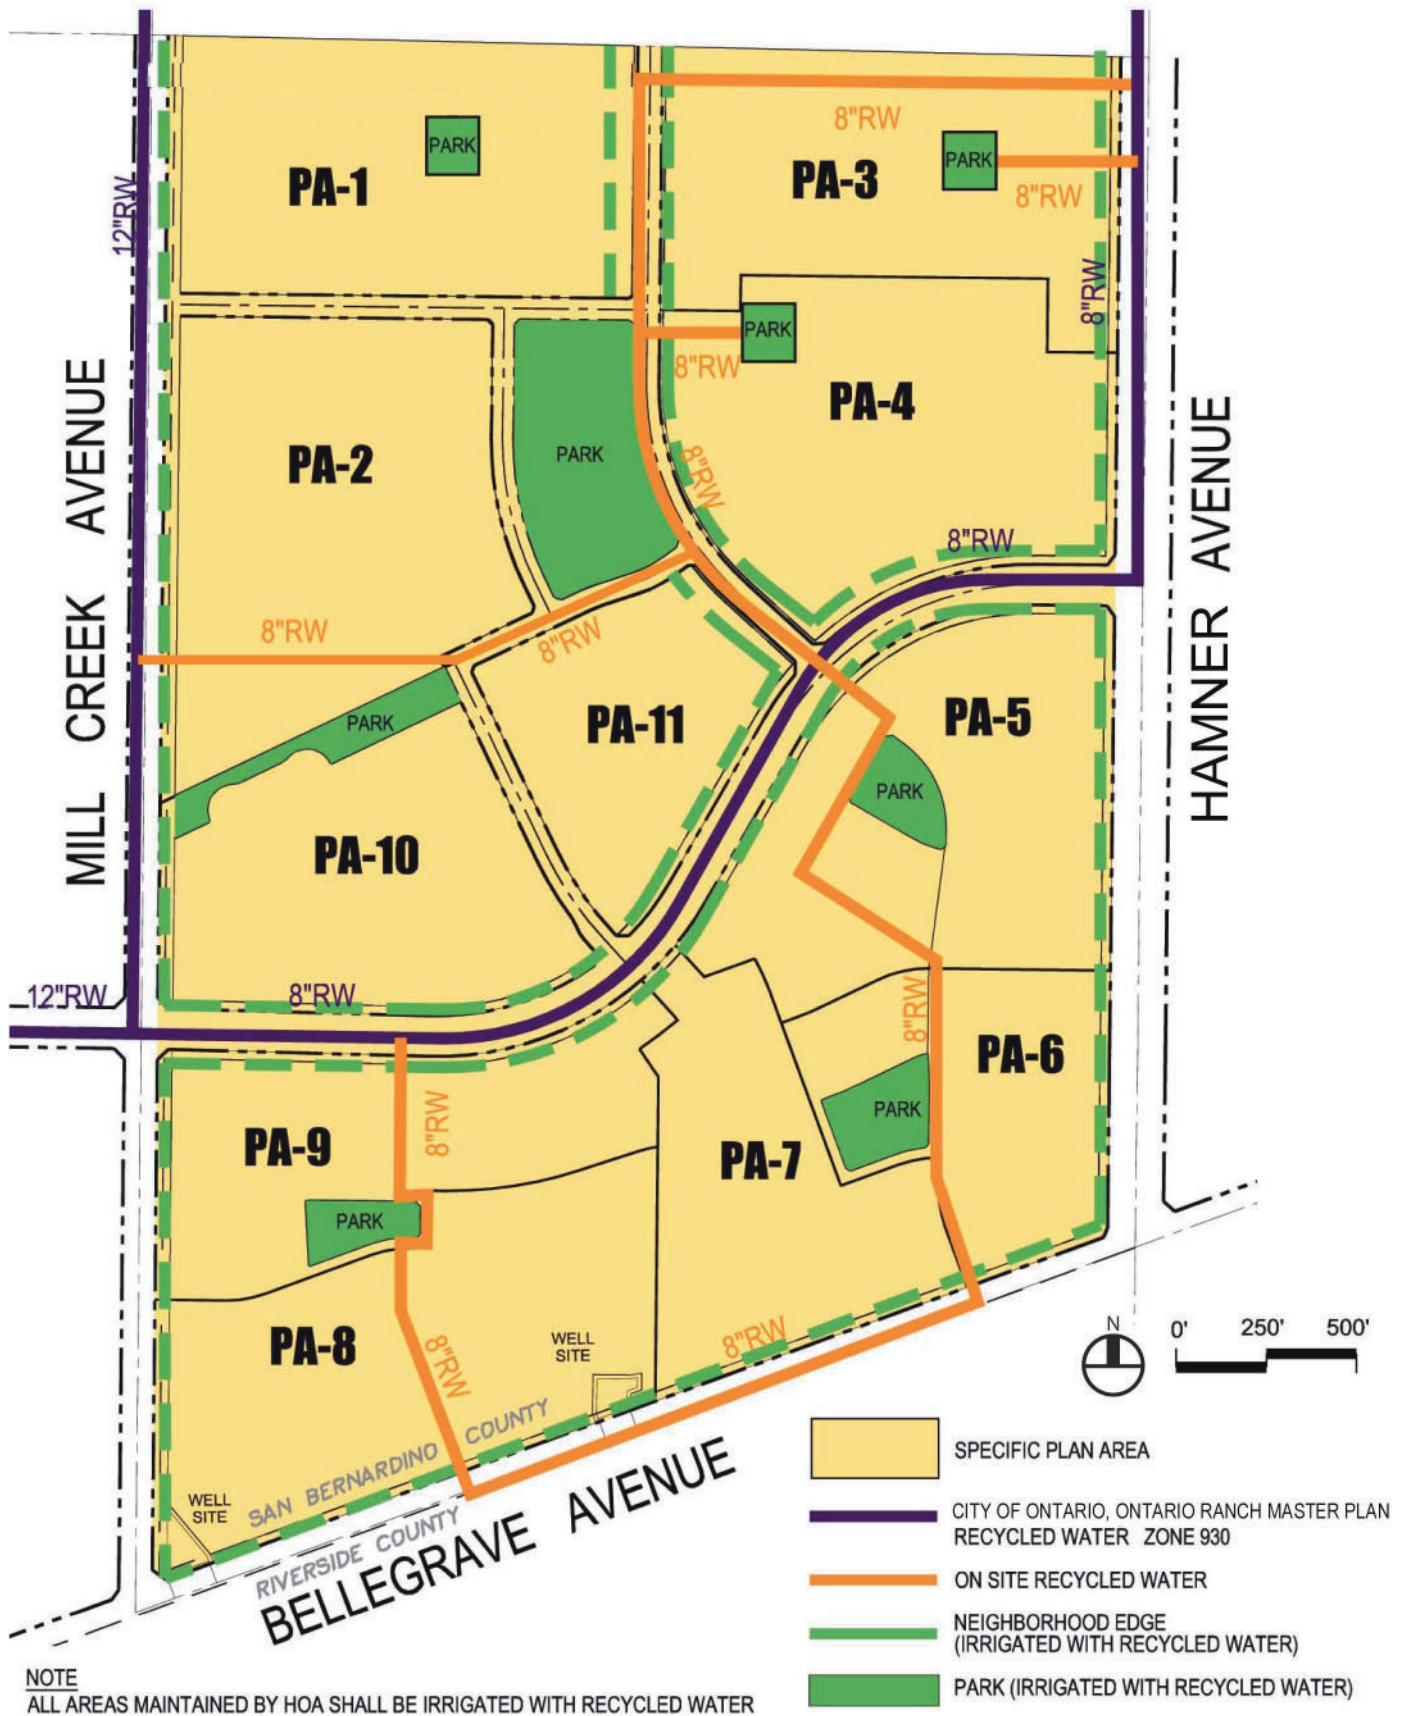 8"RW
PARK
PARK
PA-1
PA-3
8"RW
12"RW
8"RW
PARK
8"RW
MILL CREEK AVENUE
HAMNER AVENUE
PA-4
PARK
PA-2
8"RW
8"RW
8"RW
8"RW
PARK
PA-11
PA-5
PARK
PA-10
12"RW
8"RW
8"RW
PA-6
8"RW
PARK
PA-9
PA-7
PARK
PA-8
8"RW
WELL
SITE
8"RW
N
0' 250' 500'
SAN BERNARDINO COUNTY
WELL
SITE
RIVERSIDE COUNTY
BELLEGRAVE AVENUE
SPECIFIC PLAN AREA
CITY OF ONTARIO, ONTARIO RANCH MASTER PLAN
RECYCLED WATER ZONE 930
ON SITE RECYCLED WATER
NEIGHBORHOOD EDGE
(IRRIGATED WITH RECYCLED WATER)
PARK (IRRIGATED WITH RECYCLED WATER)
NOTE
ALL AREAS MAINTAINED BY HOA SHALL BE IRRIGATED WITH RECYCLED WATER